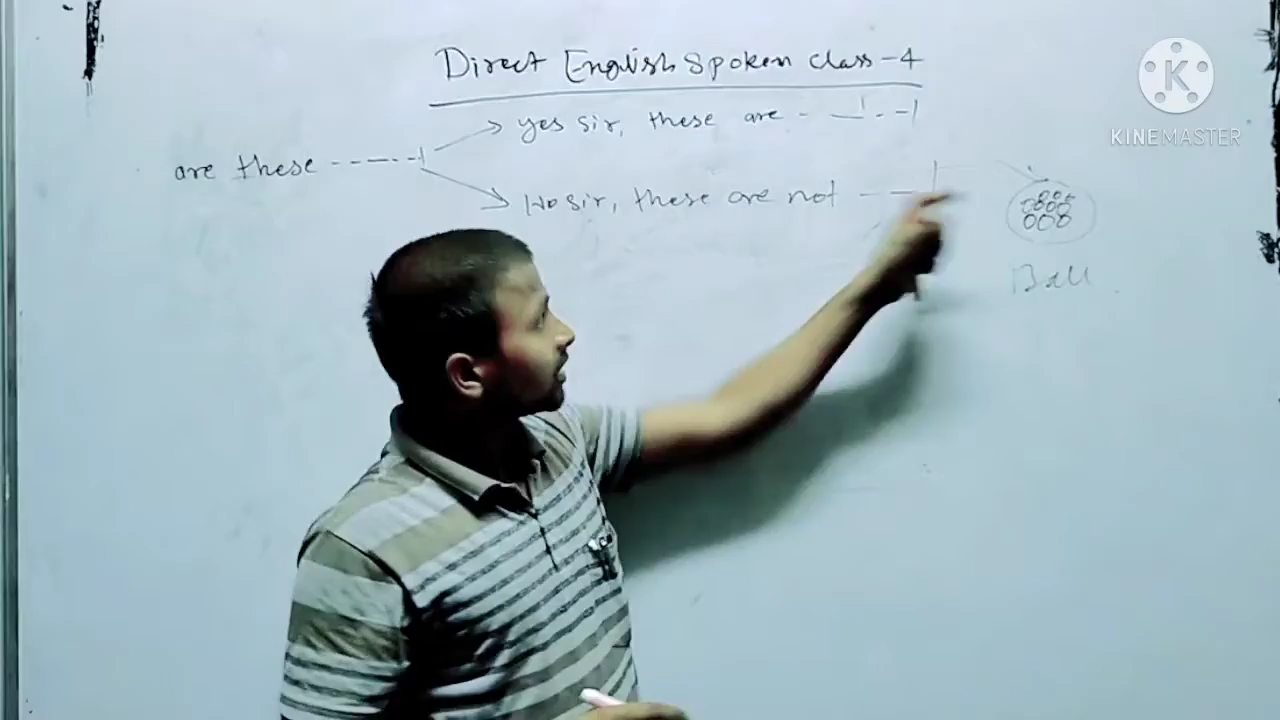 Direct English Spoken class-4
yes sir, these are - - - - -
are these - - - - - -
No sir, these are not - - -
Ball
KINEMASTER